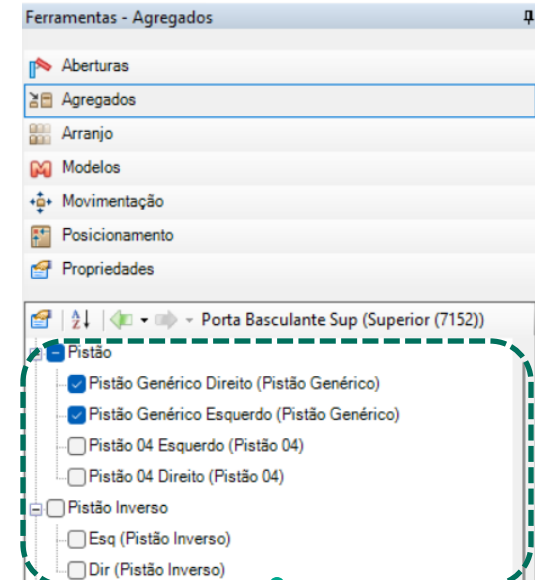 Ferramentas - Agregados
Aberturas
Agregados
Arranjo
Modelos
Movimentação
Posicionamento
Propriedades
Porta Basculante Sup (Superior (7152))
Pistão
Pistão Genérico Direito (Pistão Genérico)
Pistão Genérico Esquerdo (Pistão Genérico)
Pistão 04 Esquerdo (Pistão 04)
Pistão 04 Direito (Pistão 04)
Pistão Inverso
Esq (Pistão Inverso)
Dir (Pistão Inverso)